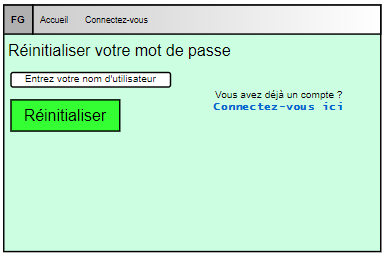 FG Accueil Connectez-vous
Réinitialiser votre mot de passe
Entrez votre nom d'utilisateur
Réinitialiser
Vous avez déjà un compte ?
Connectez-vous ici